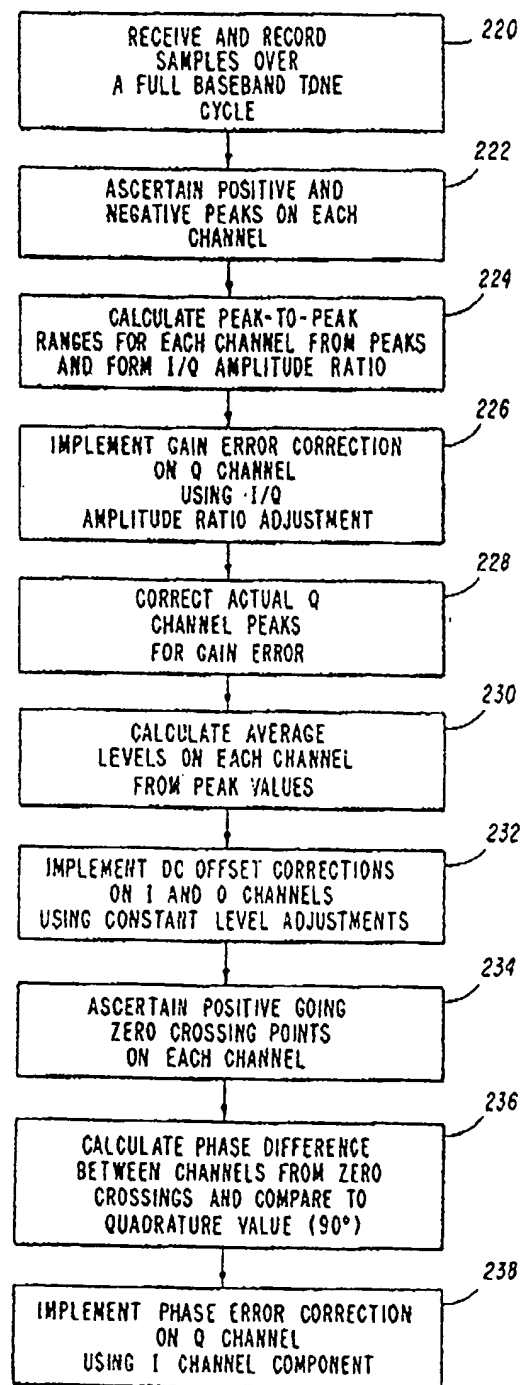 RECEIVE AND RECORD
SAMPLES OVER
A FULL BASEBAND TONE
CYCLE
220
ASCERTAIN POSITIVE AND
NEGATIVE PEAKS ON EACH
CHANNEL
222
CALCULATE PEAK-TO-PEAK
RANGES FOR EACH CHANNEL FROM PEAKS
AND FORM I/Q AMPLITUDE RATIO
224
IMPLEMENT GAIN ERROR CORRECTION
ON Q CHANNEL
USING I/Q
AMPLITUDE RATIO ADJUSTMENT
226
CORRECT ACTUAL Q
CHANNEL PEAKS
FOR GAIN ERROR
228
CALCULATE AVERAGE
LEVELS ON EACH CHANNEL
FROM PEAK VALUES
230
IMPLEMENT DC OFFSET CORRECTIONS
ON I AND Q CHANNELS
USING CONSTANT LEVEL ADJUSTMENTS
232
ASCERTAIN POSITIVE GOING
ZERO CROSSING POINTS
ON EACH CHANNEL
234
CALCULATE PHASE DIFFERENCE
BETWEEN CHANNELS FROM ZERO
CROSSINGS AND COMPARE TO
QUADRATURE VALUE (90°)
236
IMPLEMENT PHASE ERROR CORRECTION
ON Q CHANNEL
USING I CHANNEL COMPONENT
238